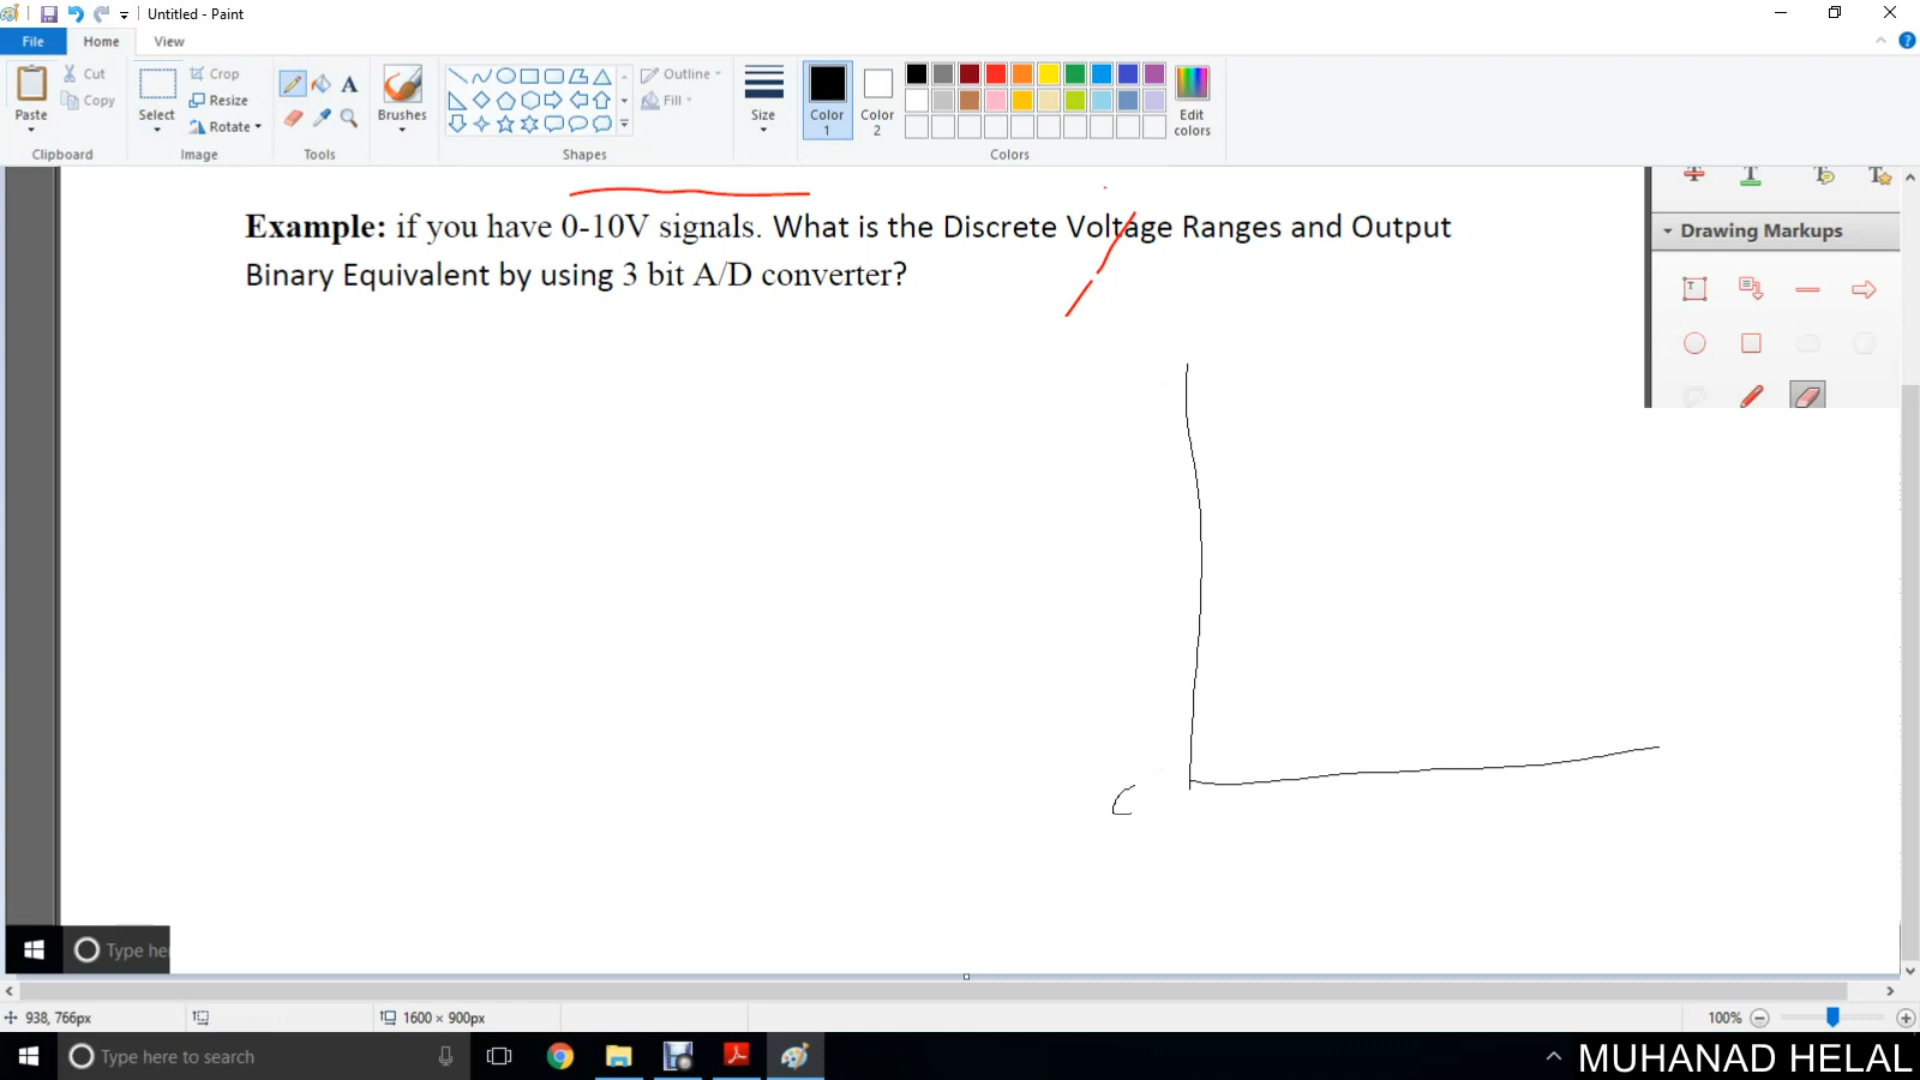 Untitled - Paint
File Home View
Paste Cut Copy Clipboard
Select Crop Resize Rotate Image
Tools
Brushes
Outline Fill Shapes
Size
Color 1
Color 2
Edit colors
Colors
Drawing Markups
Example: if you have 0-10V signals. What is the Discrete Voltage Ranges and Output
Binary Equivalent by using 3 bit A/D converter?
Type he
938, 766px
1600 × 900px
100%
Type here to search
MUHANAD HELAL